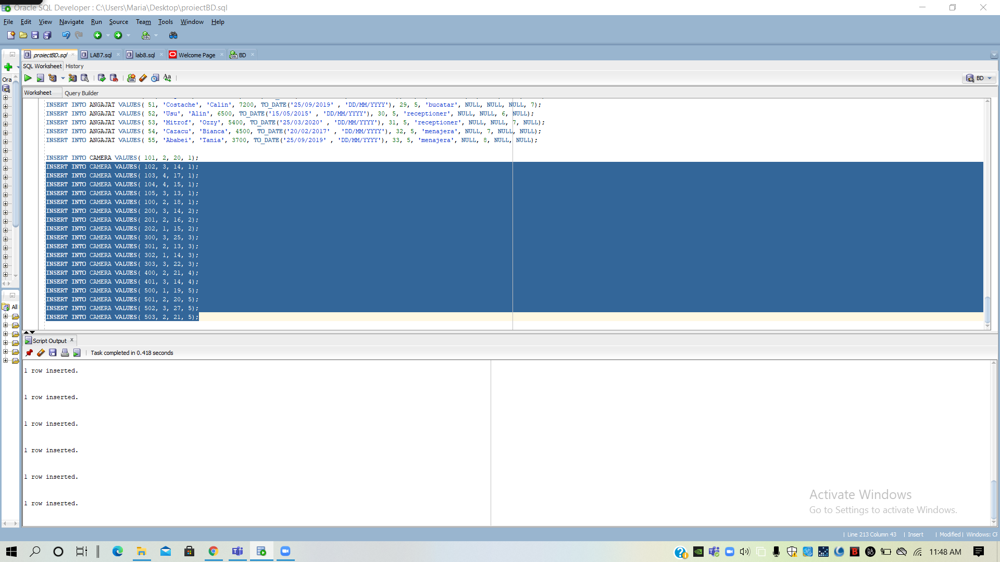 Oracle SQL Developer : C:\Users\Maria\Desktop\proiectBD.sql
File Edit View Navigate Run Source Team Tools Window Help
proiectBD.sql LAB7.sql lab8.sql Welcome Page BD
SQL Worksheet History
Ora
BD
Worksheet Query Builder
INSERT INTO ANGAJAT VALUES( 51, 'Costache', 'Calin', 7200, TO_DATE('25/09/2019' , 'DD/MM/YYYY'), 29, 5, 'bucatar', NULL, NULL, NULL, 7);
INSERT INTO ANGAJAT VALUES( 52, 'Usu', 'Alin', 6500, TO_DATE('15/05/2015' , 'DD/MM/YYYY'), 30, 5, 'receptioner', NULL, NULL, 6, NULL);
INSERT INTO ANGAJAT VALUES( 53, 'Mitrof', 'Ozzy', 5400, TO_DATE('25/03/2020' , 'DD/MM/YYYY'), 31, 5, 'receptioner', NULL, NULL, 7, NULL);
INSERT INTO ANGAJAT VALUES( 54, 'Cazacu', 'Bianca', 4500, TO_DATE('20/02/2017' , 'DD/MM/YYYY'), 32, 5, 'menajera', NULL, 7, NULL, NULL);
INSERT INTO ANGAJAT VALUES( 55, 'Ababei', 'Tania', 3700, TO_DATE('25/09/2019' , 'DD/MM/YYYY'), 33, 5, 'menajera', NULL, 8, NULL, NULL);
INSERT INTO CAMERA VALUES( 101, 2, 20, 1);
INSERT INTO CAMERA VALUES( 102, 3, 14, 1);
INSERT INTO CAMERA VALUES( 103, 4, 17, 1);
INSERT INTO CAMERA VALUES( 104, 4, 15, 1);
INSERT INTO CAMERA VALUES( 105, 3, 13, 1);
INSERT INTO CAMERA VALUES( 100, 2, 18, 1);
INSERT INTO CAMERA VALUES( 200, 3, 14, 2);
INSERT INTO CAMERA VALUES( 201, 2, 16, 2);
INSERT INTO CAMERA VALUES( 202, 1, 15, 2);
INSERT INTO CAMERA VALUES( 300, 3, 25, 3);
INSERT INTO CAMERA VALUES( 301, 2, 13, 3);
INSERT INTO CAMERA VALUES( 302, 1, 14, 3);
INSERT INTO CAMERA VALUES( 303, 3, 22, 3);
INSERT INTO CAMERA VALUES( 400, 2, 21, 4);
INSERT INTO CAMERA VALUES( 401, 3, 14, 4);
INSERT INTO CAMERA VALUES( 500, 1, 19, 5);
INSERT INTO CAMERA VALUES( 501, 2, 20, 5);
INSERT INTO CAMERA VALUES( 502, 3, 27, 5);
INSERT INTO CAMERA VALUES( 503, 2, 21, 5);
All
Script Output
Task completed in 0.418 seconds
1 row inserted.
1 row inserted.
1 row inserted.
1 row inserted.
1 row inserted.
1 row inserted.
Activate Windows
Go to Settings to activate Windows.
Line 213 Column 43 Insert Modified Windows: CF
11:48 AM